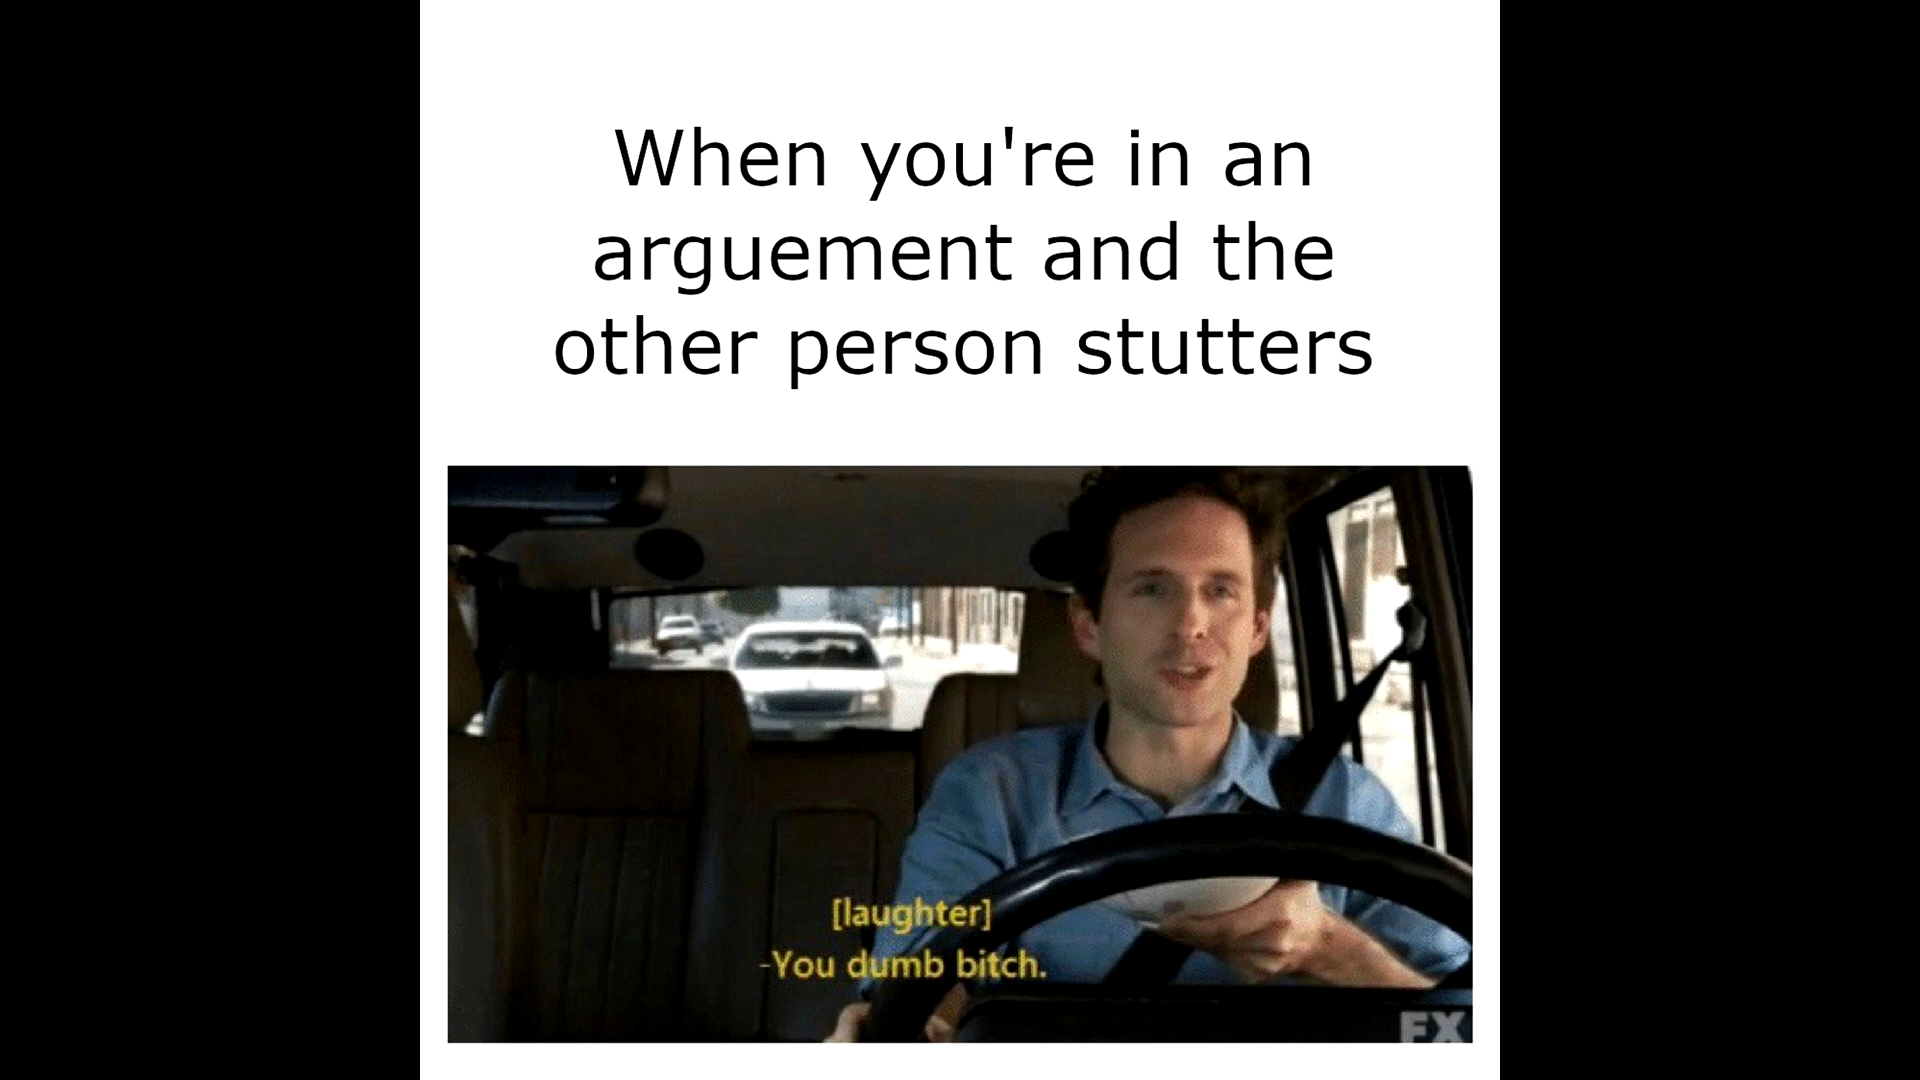 When you're in an
arguement and the
other person stutters
[laughter]
-You dumb bitch.
FX